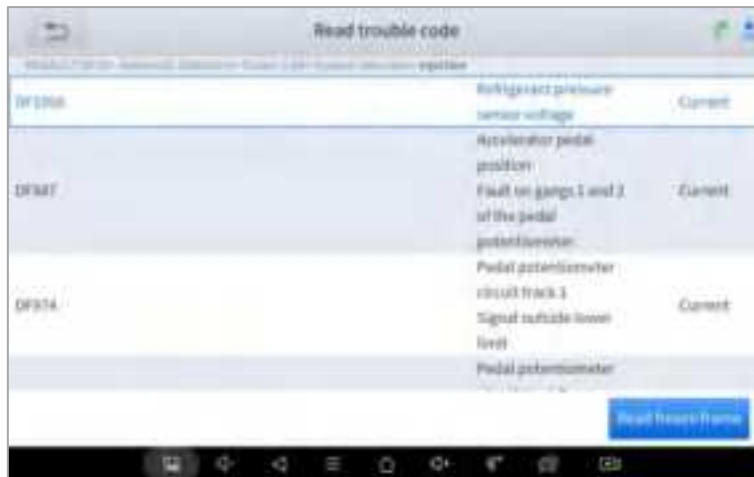 Read trouble code
Refrigerant pressure
sensor voltage
Current
Accelerator pedal
position
Fault on gangs 1 and 2
of the pedal
potentiometer
Current
DF974
Pedal potentiometer
circuit track 1
Signal outside lower
limit
Current
Pedal potentiometer
Read freeze frame